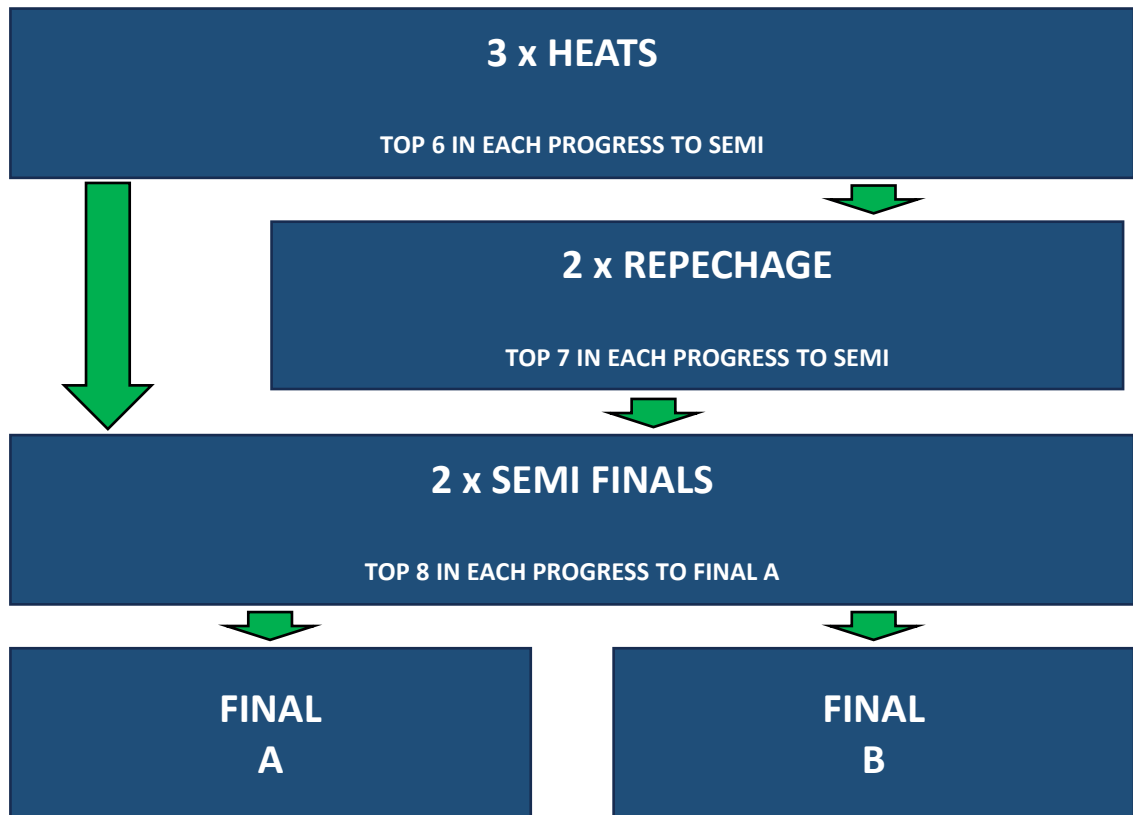 3 x HEATS
TOP 6 IN EACH PROGRESS TO SEMI
2 x REPECHAGE
TOP 7 IN EACH PROGRESS TO SEMI
2 x SEMI FINALS
TOP 8 IN EACH PROGRESS TO FINAL A
FINAL
A
FINAL
B